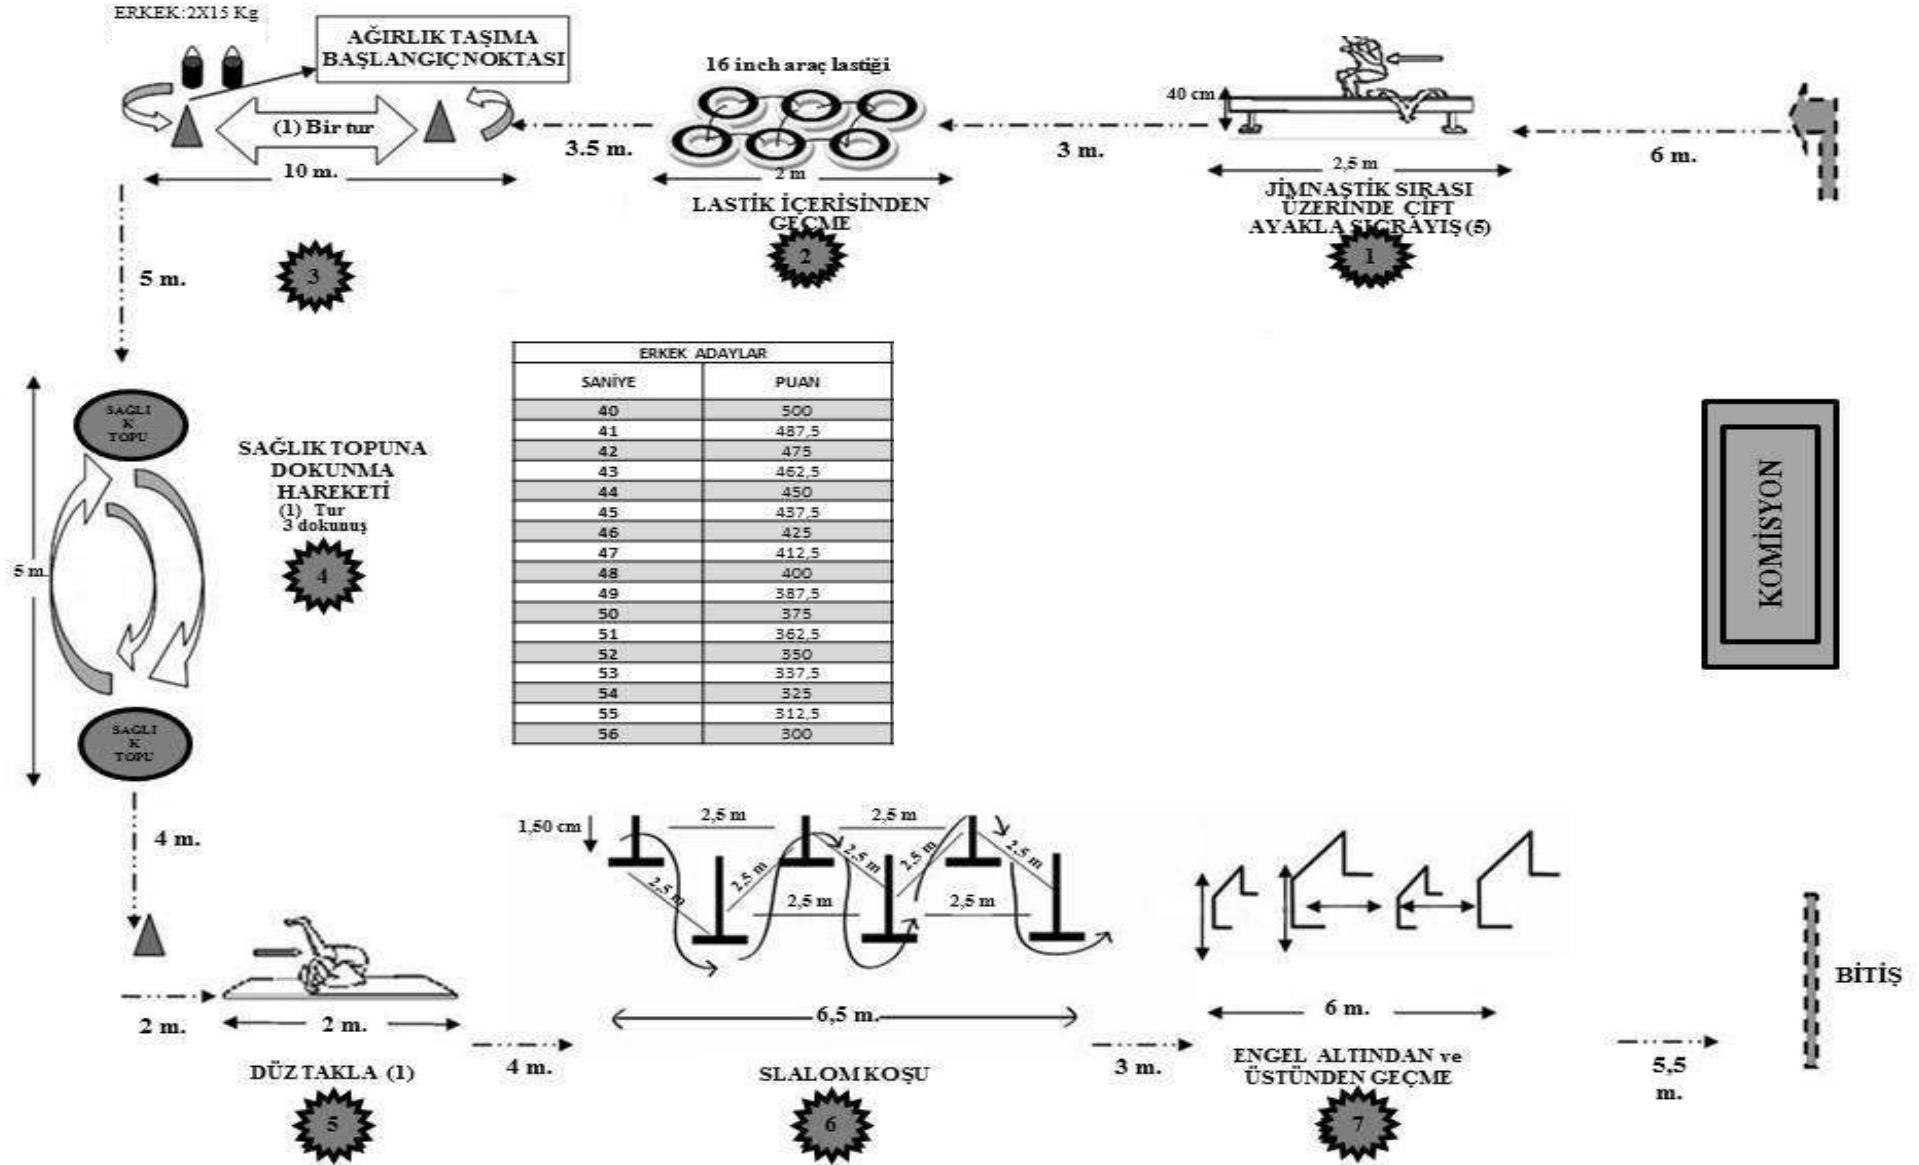 ERKEK:2X15 Kg
AĞIRLIK TAŞIMA
BAŞLANGIÇ NOKTASI
(1) Bir tur
10 m.
3.5 m.
16 inch araç lastiği
2 m
LASTİK İÇERİSİNDEN
GEÇME
2
3 m.
40 cm
2,5 m
JİMNASTİK SIRASI
ÜZERİNDE ÇİFT
AYAKLA SIÇRAYIŞ (5)
1
6 m.
3
5 m.
SAĞLI
K
TOPU
5 m.
SAĞLIK TOPUNA
DOKUNMA
HAREKETİ
(1) Tur
3 dokunuş
4
SAĞLI
K
TOPU
ERKEK ADAYLAR
SANİYE PUAN
40 500
41 487,5
42 475
43 462,5
44 450
45 437,5
46 425
47 412,5
48 400
49 387,5
50 375
51 362,5
52 350
53 337,5
54 325
55 312,5
56 300
KOMİSYON
4 m.
2 m.
2 m.
DÜZ TAKLA (1)
5
4 m.
1,50 cm
2,5 m
2,5 m
2,5 m
2,5 m
2,5 m
2,5 m
2,5 m
2,5 m
2,5 m
6,5 m.
SLALOM KOŞU
6
3 m.
6 m.
ENGEL ALTINDAN ve
ÜSTÜNDEN GEÇME
7
5,5
m.
BİTİŞ